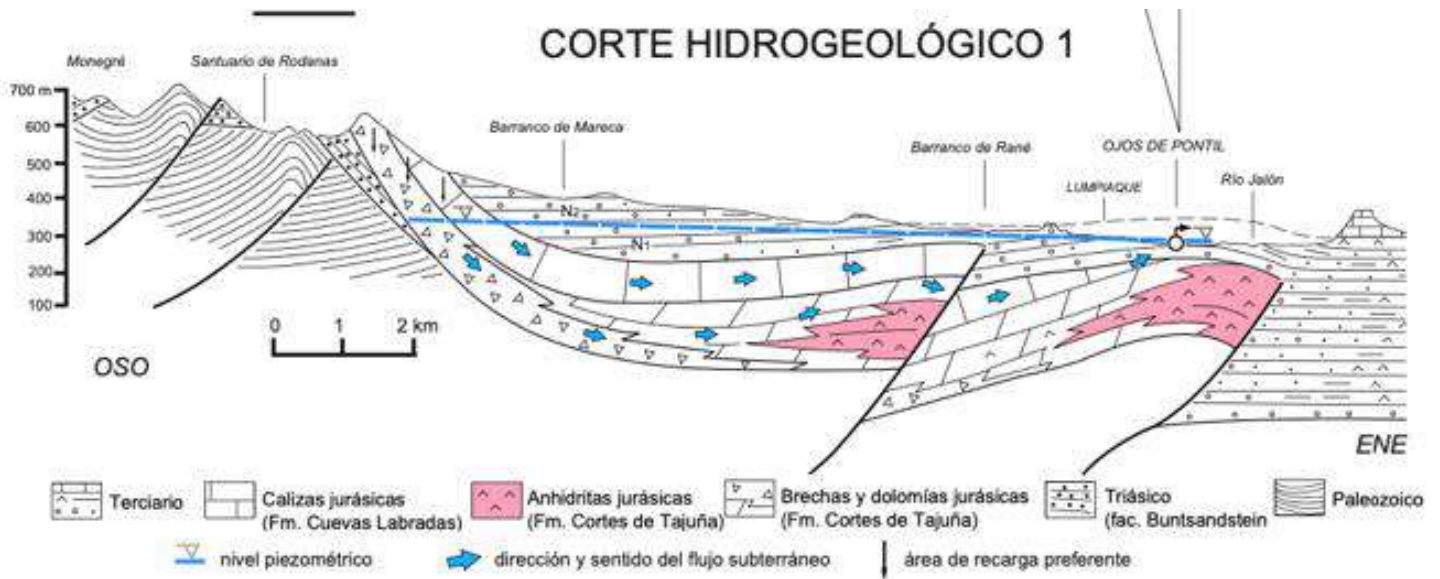 CORTE HIDROGEOLÓGICO 1
Monegré
Santuario de Rodanas
Barranco de Mareca
Barranco de Rané
OJOS DE PONTIL
LUMPIAQUE
Río Jalón
700 m
600
500
400
300
200
100
N2
N1
0 1 2 km
OSO
ENE
Terciario
Calizas jurásicas
(Fm. Cuevas Labradas)
Anhidritas jurásicas
(Fm. Cortes de Tajuña)
Brechas y dolomías jurásicas
(Fm. Cortes de Tajuña)
Triásico
(fac. Buntsandstein
Paleozoico
nivel piezométrico
dirección y sentido del flujo subterráneo
área de recarga preferente